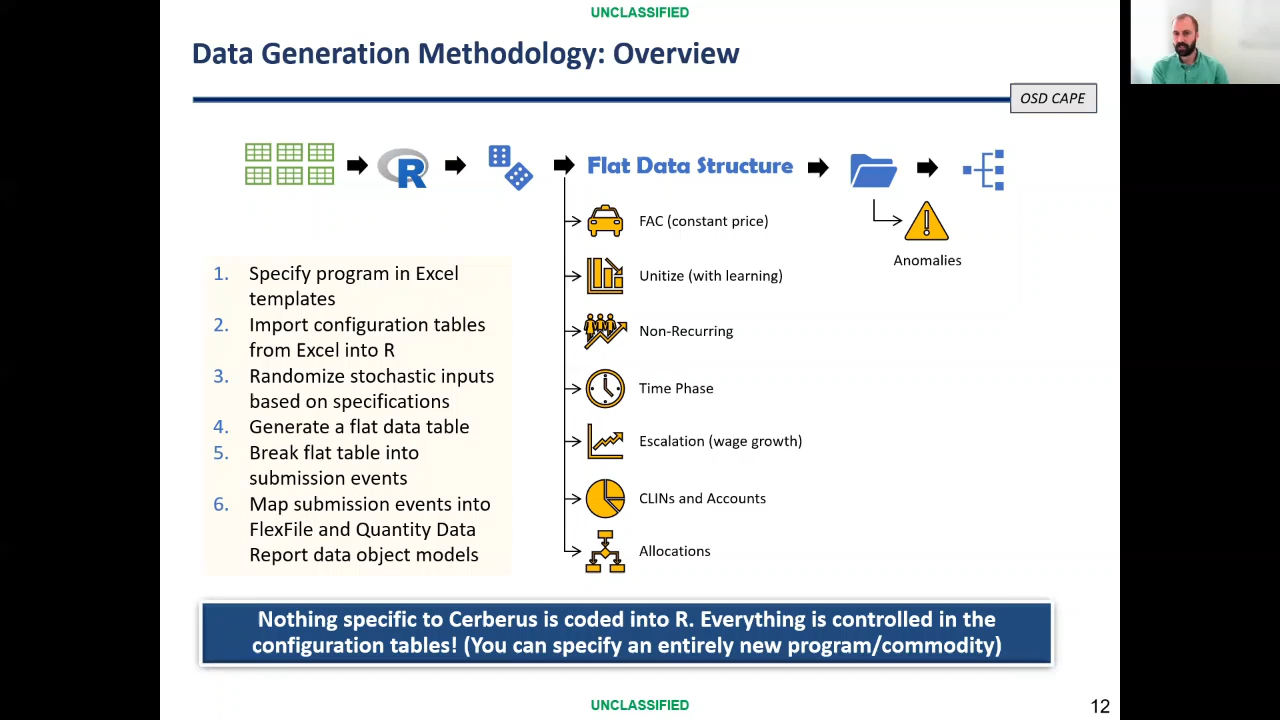 UNCLASSIFIED
Data Generation Methodology: Overview
OSD CAPE
R
Flat Data Structure
FAC (constant price)
Unitize (with learning)
Non-Recurring
Time Phase
Escalation (wage growth)
CLINs and Accounts
Allocations
Anomalies
1. Specify program in Excel
templates
2. Import configuration tables
from Excel into R
3. Randomize stochastic inputs
based on specifications
4. Generate a flat data table
5. Break flat table into
submission events
6. Map submission events into
FlexFile and Quantity Data
Report data object models
Nothing specific to Cerberus is coded into R. Everything is controlled in the
configuration tables! (You can specify an entirely new program/commodity)
UNCLASSIFIED
12